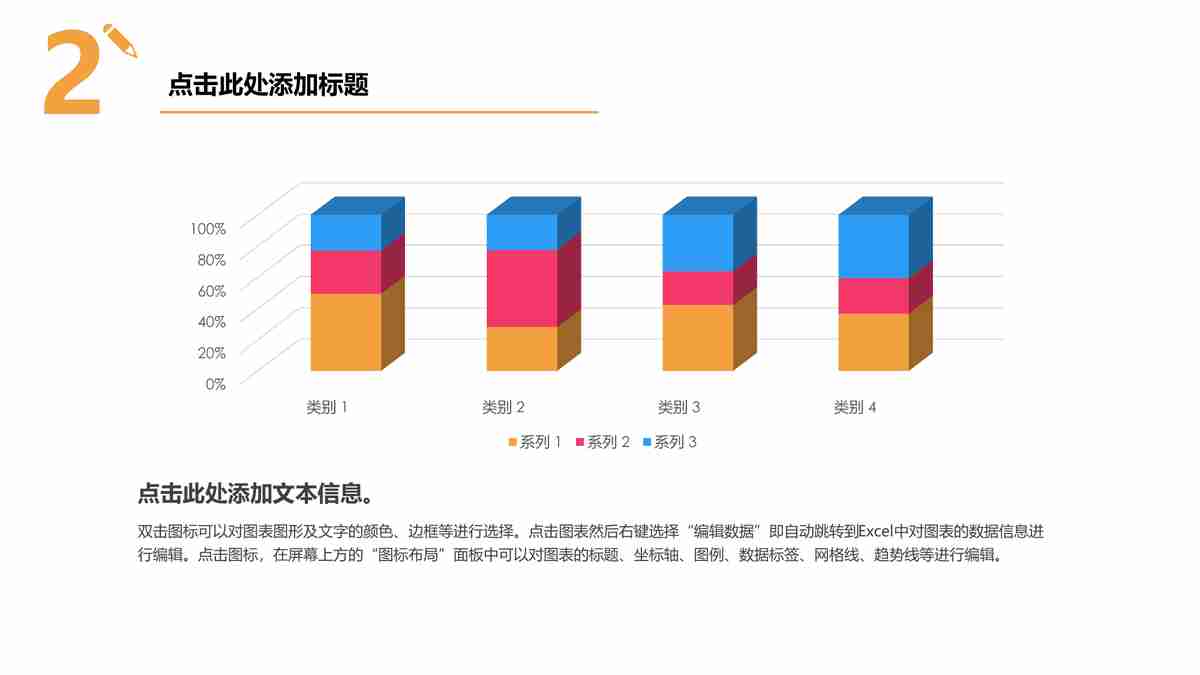 2
点击此处添加标题
100%
80%
60%
40%
20%
0%
类别 1 类别 2 类别 3 类别 4
系列 1 系列 2 系列 3
点击此处添加文本信息。
双击图标可以对图表图形及文字的颜色、边框等进行选择。点击图表然后右键选择“编辑数据”即自动跳转到Excel中对图表的数据信息进
行编辑。点击图标，在屏幕上方的“图标布局”面板中可以对图表的标题、坐标轴、图例、数据标签、网格线、趋势线等进行编辑。